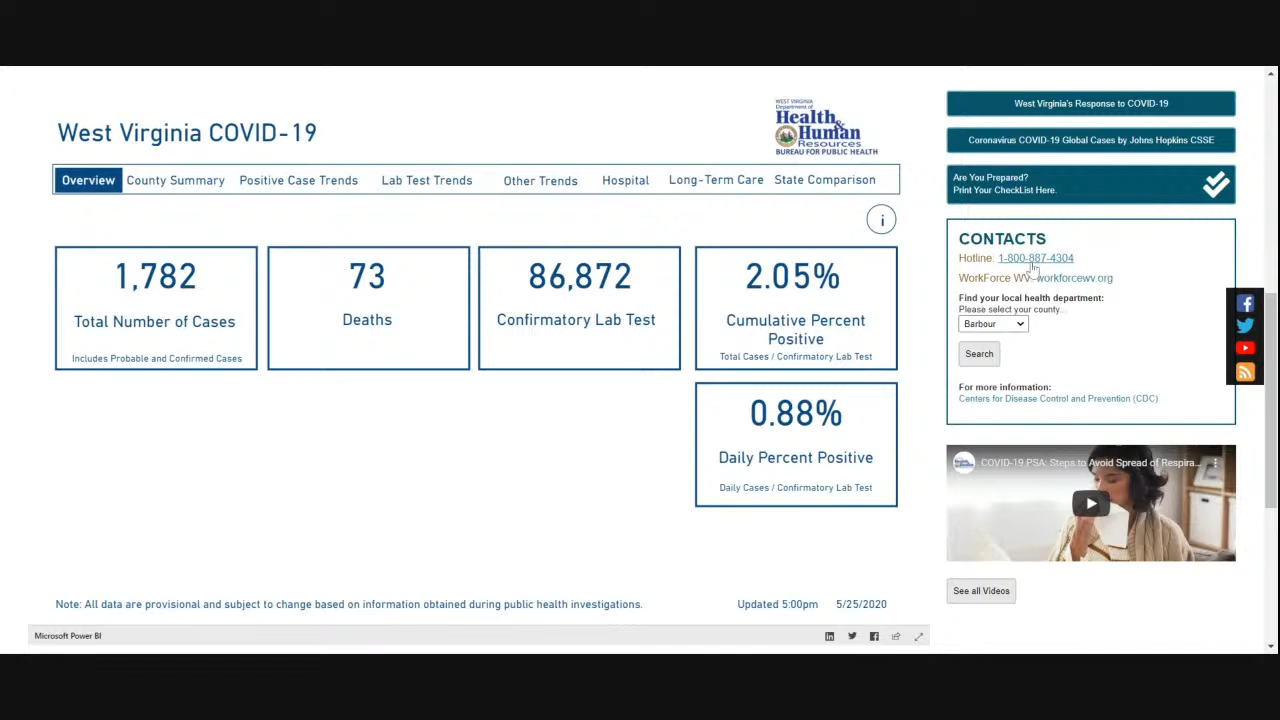 West Virginia COVID-19
WEST VIRGINIA
Department of
Health &
Human
Resources
BUREAU FOR PUBLIC HEALTH
Overview County Summary Positive Case Trends Lab Test Trends Other Trends Hospital Long-Term Care State Comparison
i
1,782
Total Number of Cases
Includes Probable and Confirmed Cases
73
Deaths
86,872
Confirmatory Lab Test
2.05%
Cumulative Percent
Positive
Total Cases / Confirmatory Lab Test
0.88%
Daily Percent Positive
Daily Cases / Confirmatory Lab Test
Note: All data are provisional and subject to change based on information obtained during public health investigations.
Updated 5:00pm 5/25/2020
Microsoft Power BI
West Virginia's Response to COVID-19
Coronavirus COVID-19 Global Cases by Johns Hopkins CSSE
Are You Prepared?
Print Your CheckList Here.
CONTACTS
Hotline: 1-800-887-4304
WorkForce WV: workforcewv.org
Find your local health department:
Please select your county...
Barbour
Search
For more information:
Centers for Disease Control and Prevention (CDC)
COVID-19 PSA: Steps to Avoid Spread of Respira...
See all Videos